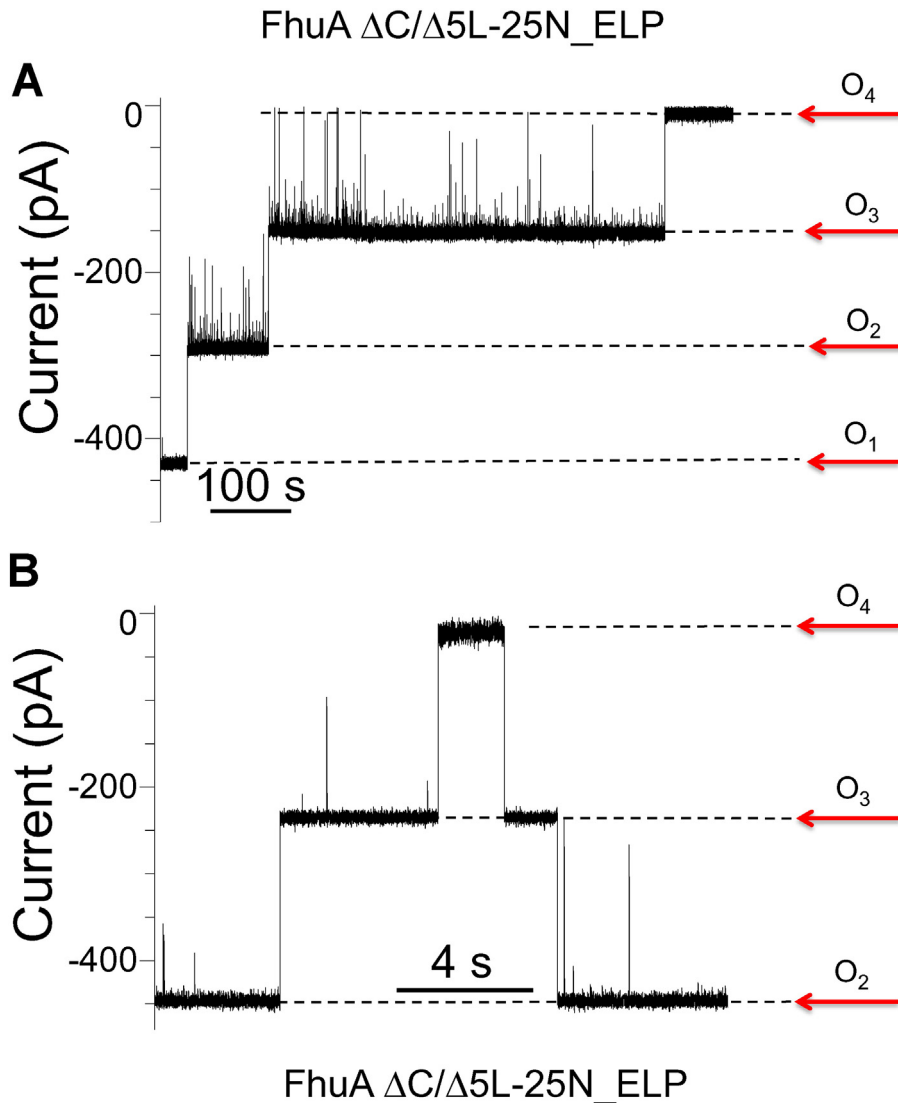 FhuA ΔC/Δ5L-25N_ELP
A
Current (pA)
0
-200
-400
O₄
O₃
O₂
O₁
100 s
B
Current (pA)
0
-200
-400
O₄
O₃
O₂
4 s
FhuA ΔC/Δ5L-25N_ELP